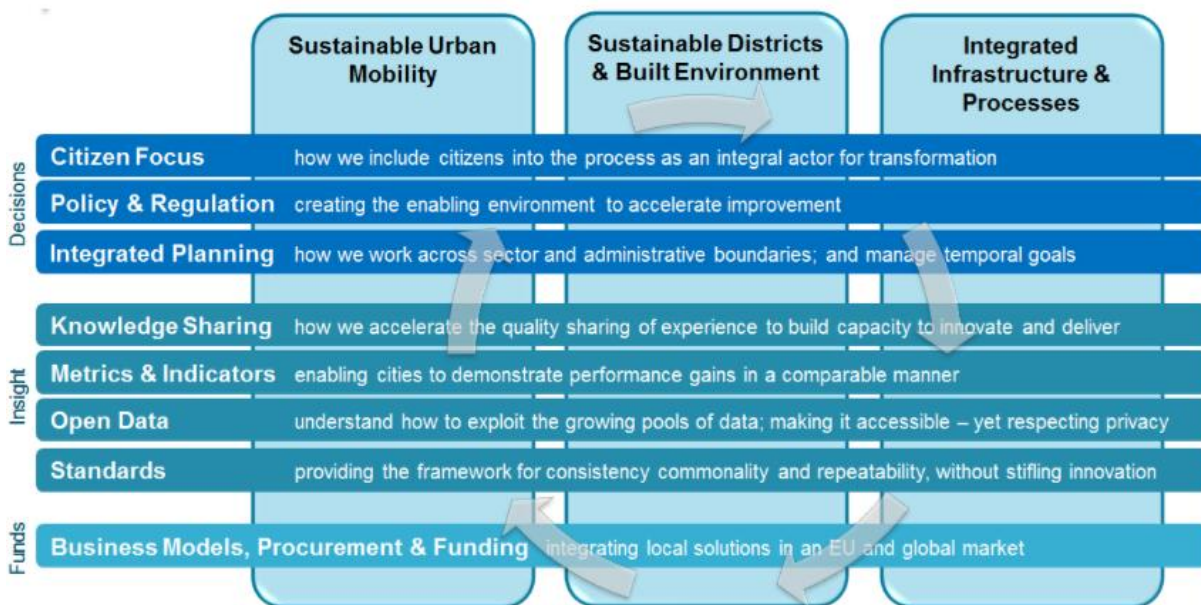 Sustainable Urban
Mobility
Sustainable Districts
& Built Environment
Integrated
Infrastructure &
Processes
Decisions
Citizen Focus how we include citizens into the process as an integral actor for transformation
Policy & Regulation creating the enabling environment to accelerate improvement
Integrated Planning how we work across sector and administrative boundaries; and manage temporal goals
Insight
Knowledge Sharing how we accelerate the quality sharing of experience to build capacity to innovate and deliver
Metrics & Indicators enabling cities to demonstrate performance gains in a comparable manner
Open Data understand how to exploit the growing pools of data; making it accessible – yet respecting privacy
Standards providing the framework for consistency commonality and repeatability, without stifling innovation
Funds
Business Models, Procurement & Funding integrating local solutions in an EU and global market